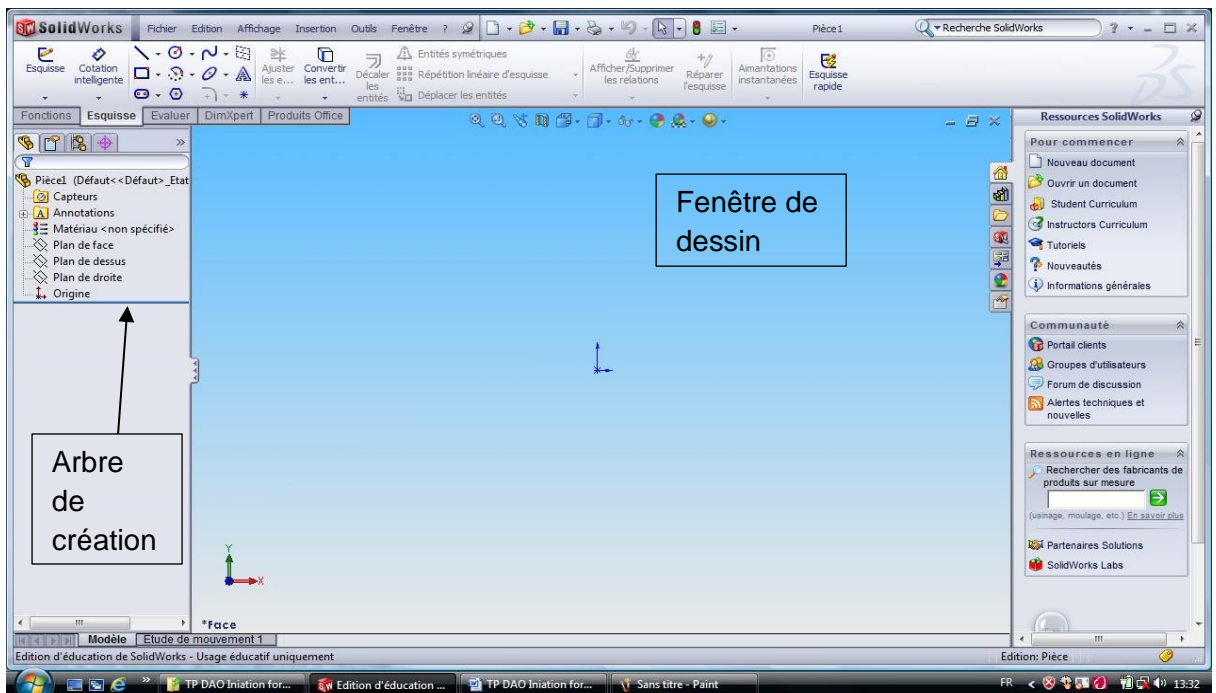 SolidWorks Fichier Edition Affichage Insertion Outils Fenêtre ? Pièce1 Recherche SolidWorks ?
Esquisse
Cotation intelligente
Ajuster les e...
Convertir les ent...
Décaler les entités
Entités symétriques
Répétition linéaire d'esquisse
Déplacer les entités
Afficher/Supprimer les relations
Réparer l'esquisse
Aimantations instantanées
Esquisse rapide
Fonctions Esquisse Evaluer DimXpert Produits Office
Pièce1 (Défaut<<Défaut>_Etat
Capteurs
Annotations
Matériau <non spécifié>
Plan de face
Plan de dessus
Plan de droite
Origine
Arbre
de
création
Fenêtre de
dessin
Y
X
*Face
Ressources SolidWorks
Pour commencer
Nouveau document
Ouvrir un document
Student Curriculum
Instructors Curriculum
Tutoriels
Nouveautés
Informations générales
Communauté
Portail clients
Groupes d'utilisateurs
Forum de discussion
Alertes techniques et
nouvelles
Ressources en ligne
Rechercher des fabricants de
produits sur mesure
(usinage, moulage, etc.) En savoir plus
Partenaires Solutions
SolidWorks Labs
Modèle Etude de mouvement 1
Edition d'éducation de SolidWorks - Usage éducatif uniquement Edition: Pièce
TP DAO Iniation for... Edition d'éducation ... TP DAO Iniation for... Sans titre - Paint FR 13:32